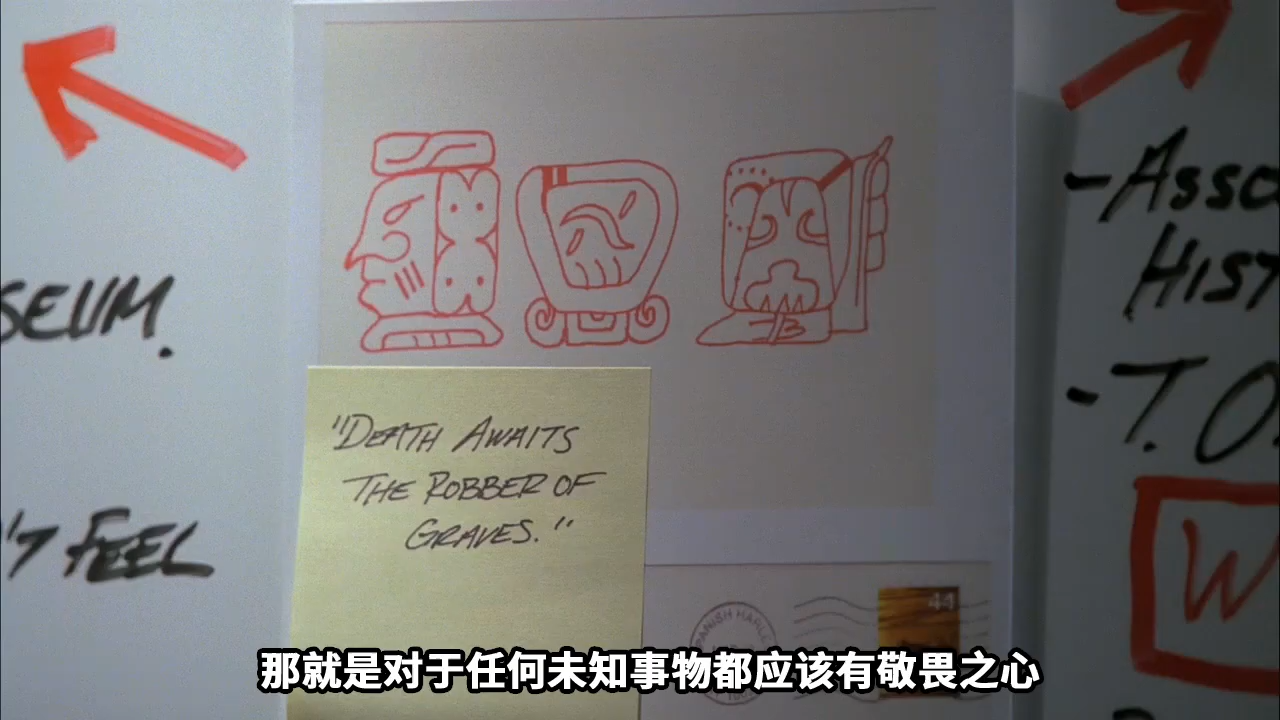 SEUM.
'T FEEL
"DEATH AWAITS
THE ROBBER OF
GRAVES."
44
- ASSO
HIST
- T. O
W
那就是对于任何未知事物都应该有敬畏之心